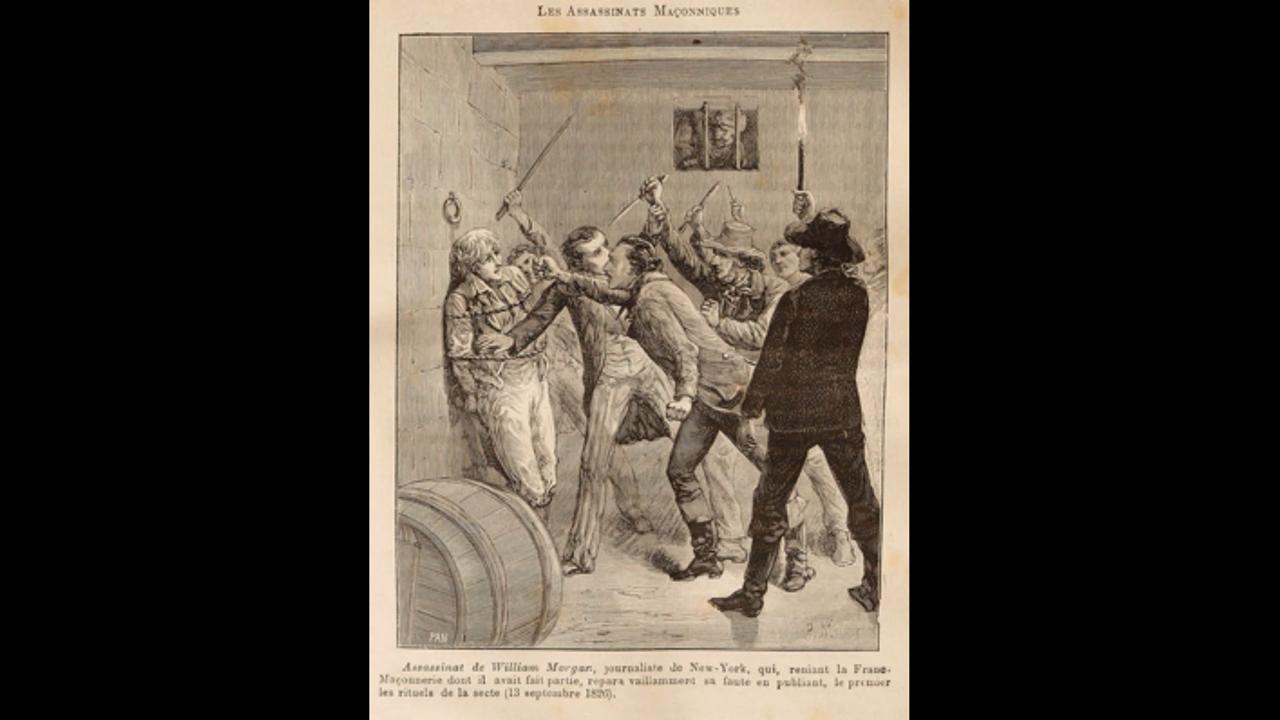 LES ASSASSINATS MAÇONNIQUES
PAN
Assassinat de William Morgan, journaliste de New-York, qui, reniant la Franc-
Maçonnerie dont il avait fait partie, répara vaillamment sa faute en publiant, le premier
les rituels de la secte (13 septembre 1826).